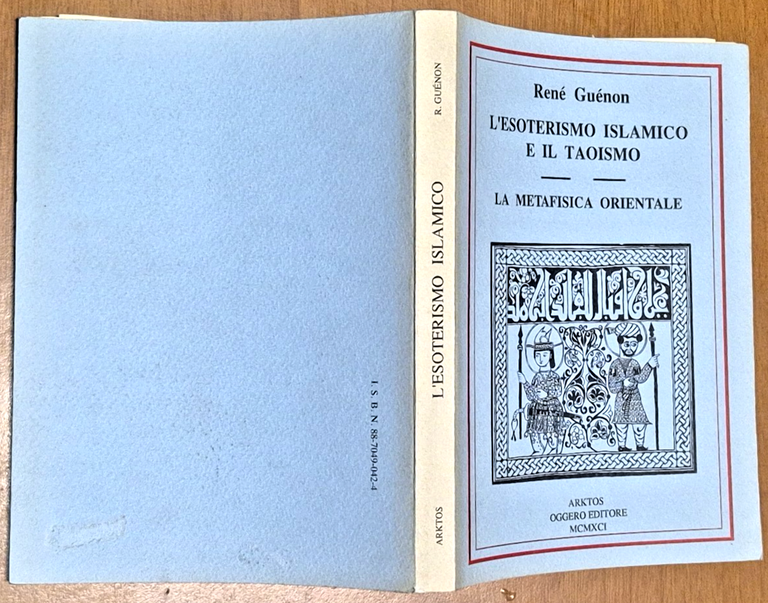 René Guénon
L'ESOTERISMO ISLAMICO
E IL TAOISMO
LA METAFISICA ORIENTALE
ARKTOS
OGGERO EDITORE
MCMXCI
R. GUÉNON
L'ESOTERISMO ISLAMICO
ARKTOS
I. S. B. N. 88-7049-042-4